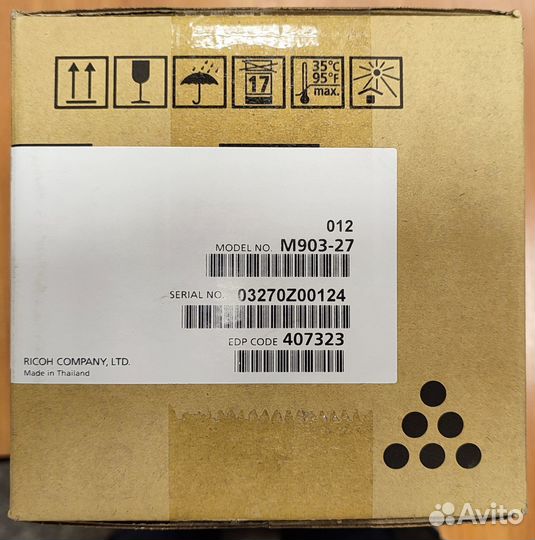 17
35°C
95°F
max.
012
MODEL NO. M903-27
SERIAL NO. 03270Z00124
EDP CODE 407323
RICOH COMPANY, LTD.
Made in Thailand
Avito